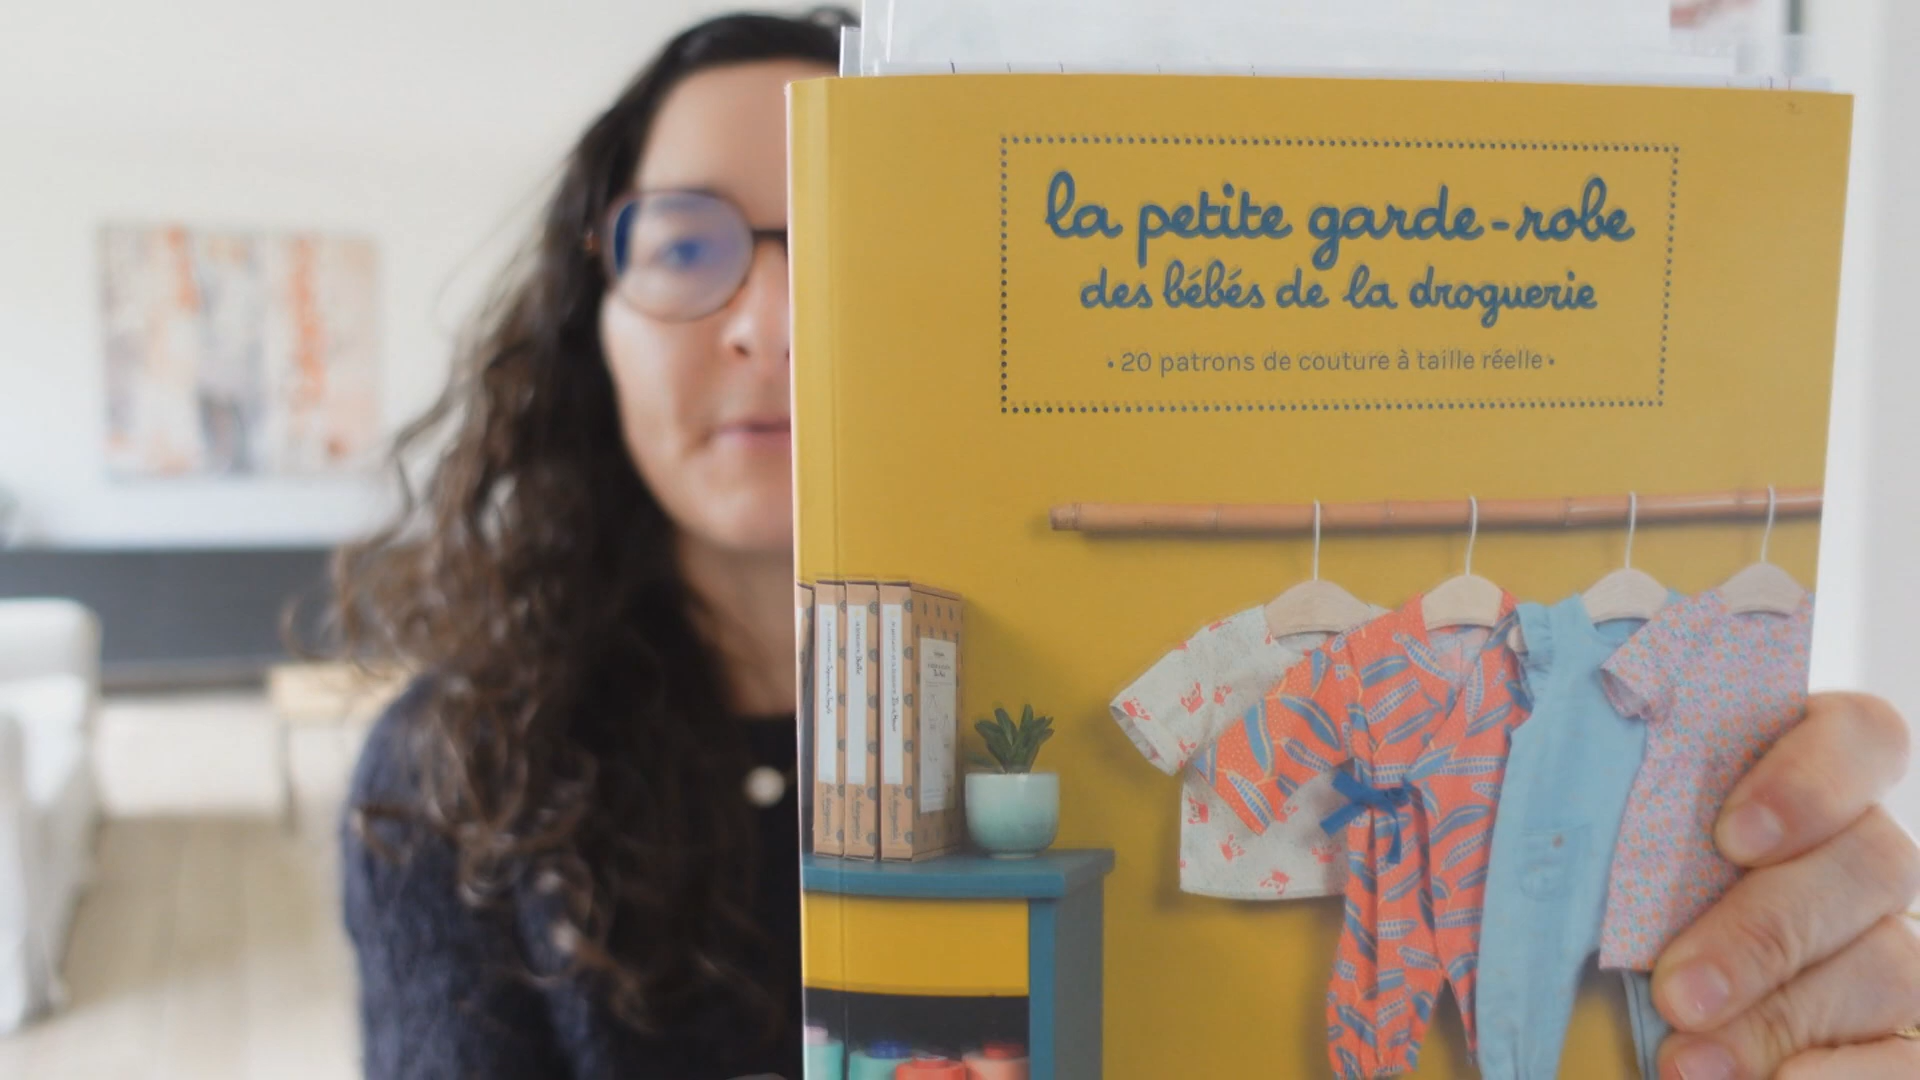 la petite garde-robe
des bébés de la droguerie
• 20 patrons de couture à taille réelle •